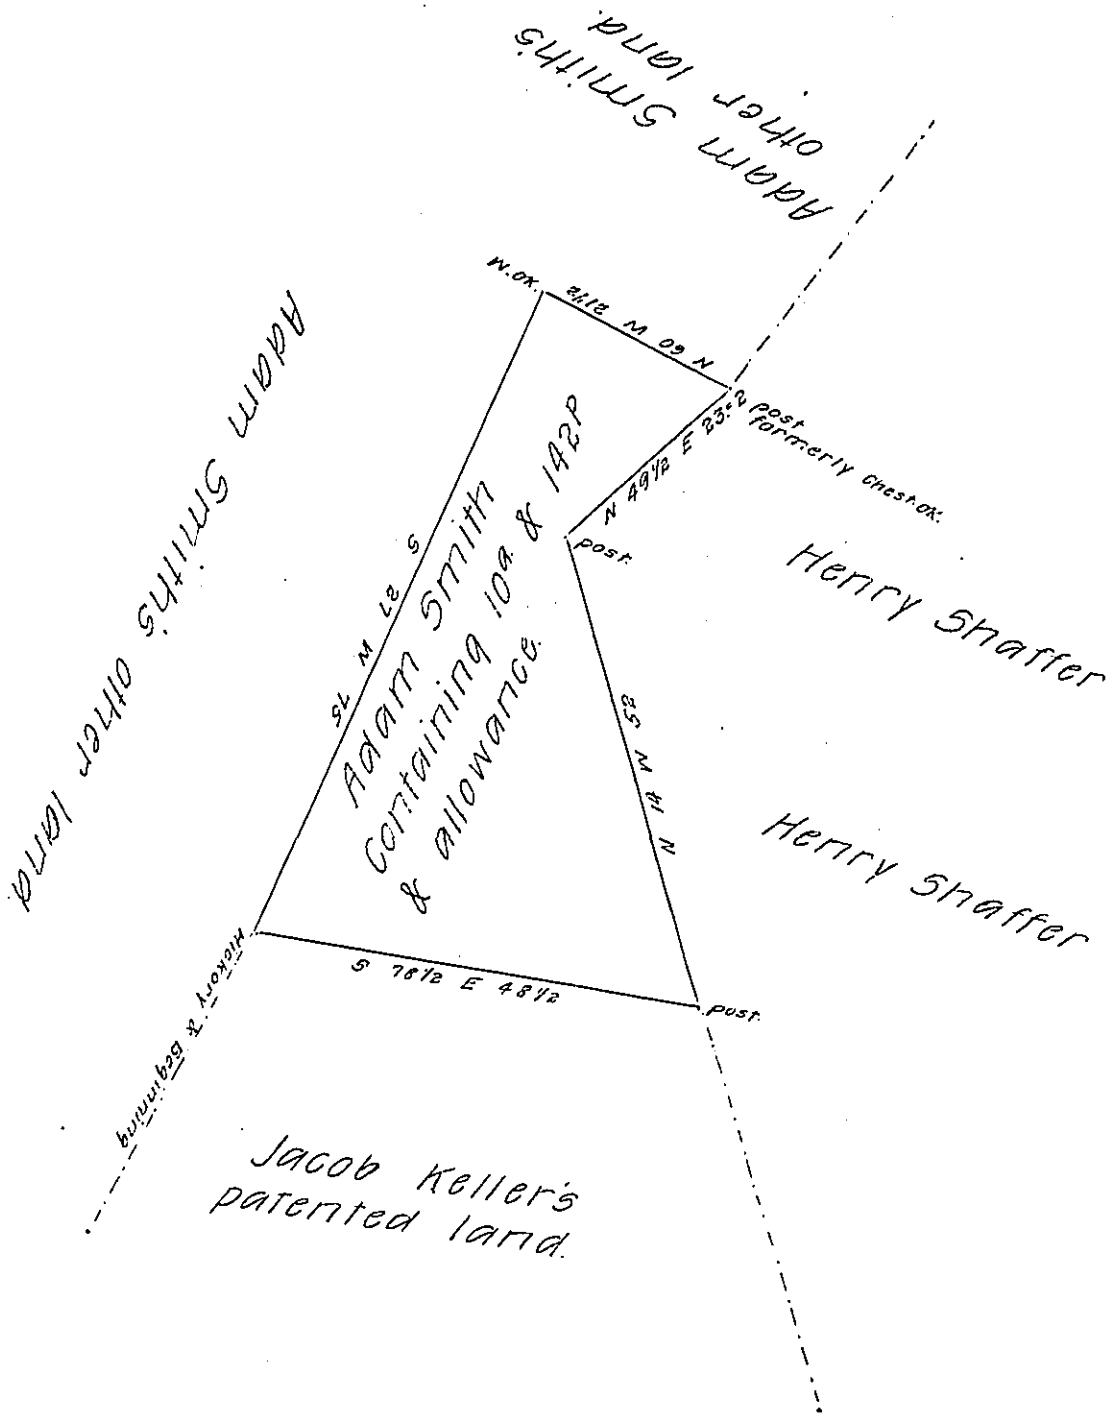 Adam Smith's
other land.
Adam Smith's other land
W.OK.
N 60 W 21½
post
formerly Chest.OK.
N 49½ E 23.2
post.
Henry Shaffer
S 27 W 75
Adam Smith
Containing 10a. & 142P
& allowance.
N 14 W 52
Henry Shaffer
Hickory & Beginning
S 78½ E 48½
post.
Jacob Keller's
patented land.